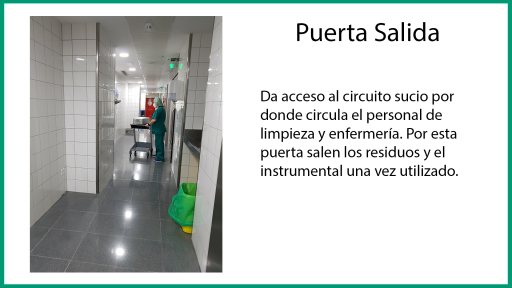 Puerta Salida
Da acceso al circuito sucio por
donde circula el personal de
limpieza y enfermería. Por esta
puerta salen los residuos y el
instrumental una vez utilizado.